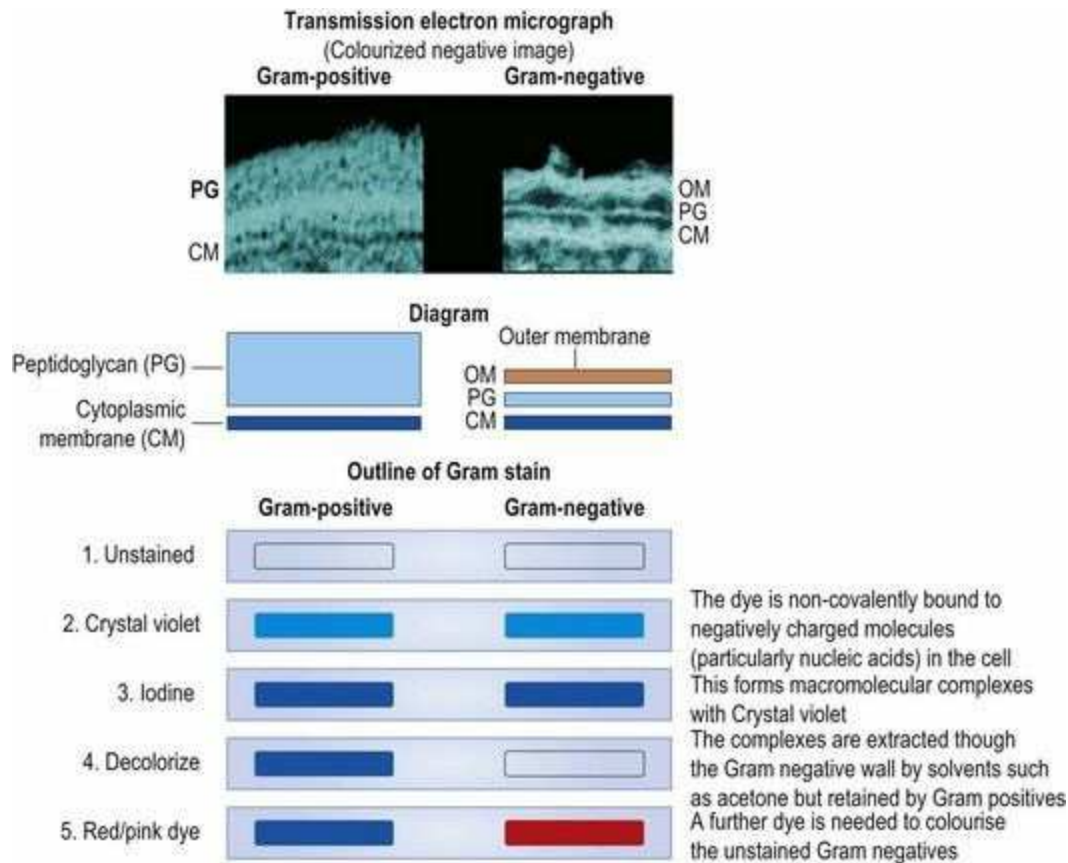 Transmission electron micrograph
(Colourized negative image)
Gram-positive
Gram-negative
PG
CM
OM
PG
CM
Diagram
Peptidoglycan (PG)
Cytoplasmic
membrane (CM)
Outer membrane
OM
PG
CM
Outline of Gram stain
Gram-positive
Gram-negative
1. Unstained
2. Crystal violet
The dye is non-covalently bound to
negatively charged molecules
(particularly nucleic acids) in the cell
3. Iodine
This forms macromolecular complexes
with Crystal violet
4. Decolorize
The complexes are extracted though
the Gram negative wall by solvents such
as acetone but retained by Gram positives
5. Red/pink dye
A further dye is needed to colourise
the unstained Gram negatives